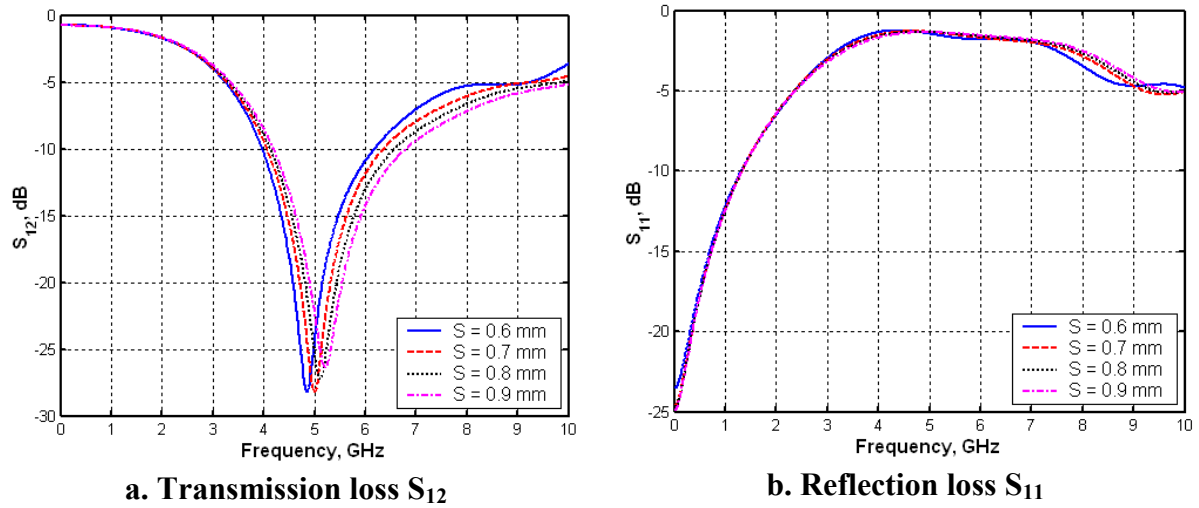 0
-5
-10
-15
-20
-25
-30
S12, dB
0 1 2 3 4 5 6 7 8 9 10
Frequency, GHz
S = 0.6 mm
S = 0.7 mm
S = 0.8 mm
S = 0.9 mm
a. Transmission loss S12
0
-5
-10
-15
-20
-25
S11, dB
0 1 2 3 4 5 6 7 8 9 10
Frequency, GHz
S = 0.6 mm
S = 0.7 mm
S = 0.8 mm
S = 0.9 mm
b. Reflection loss S11